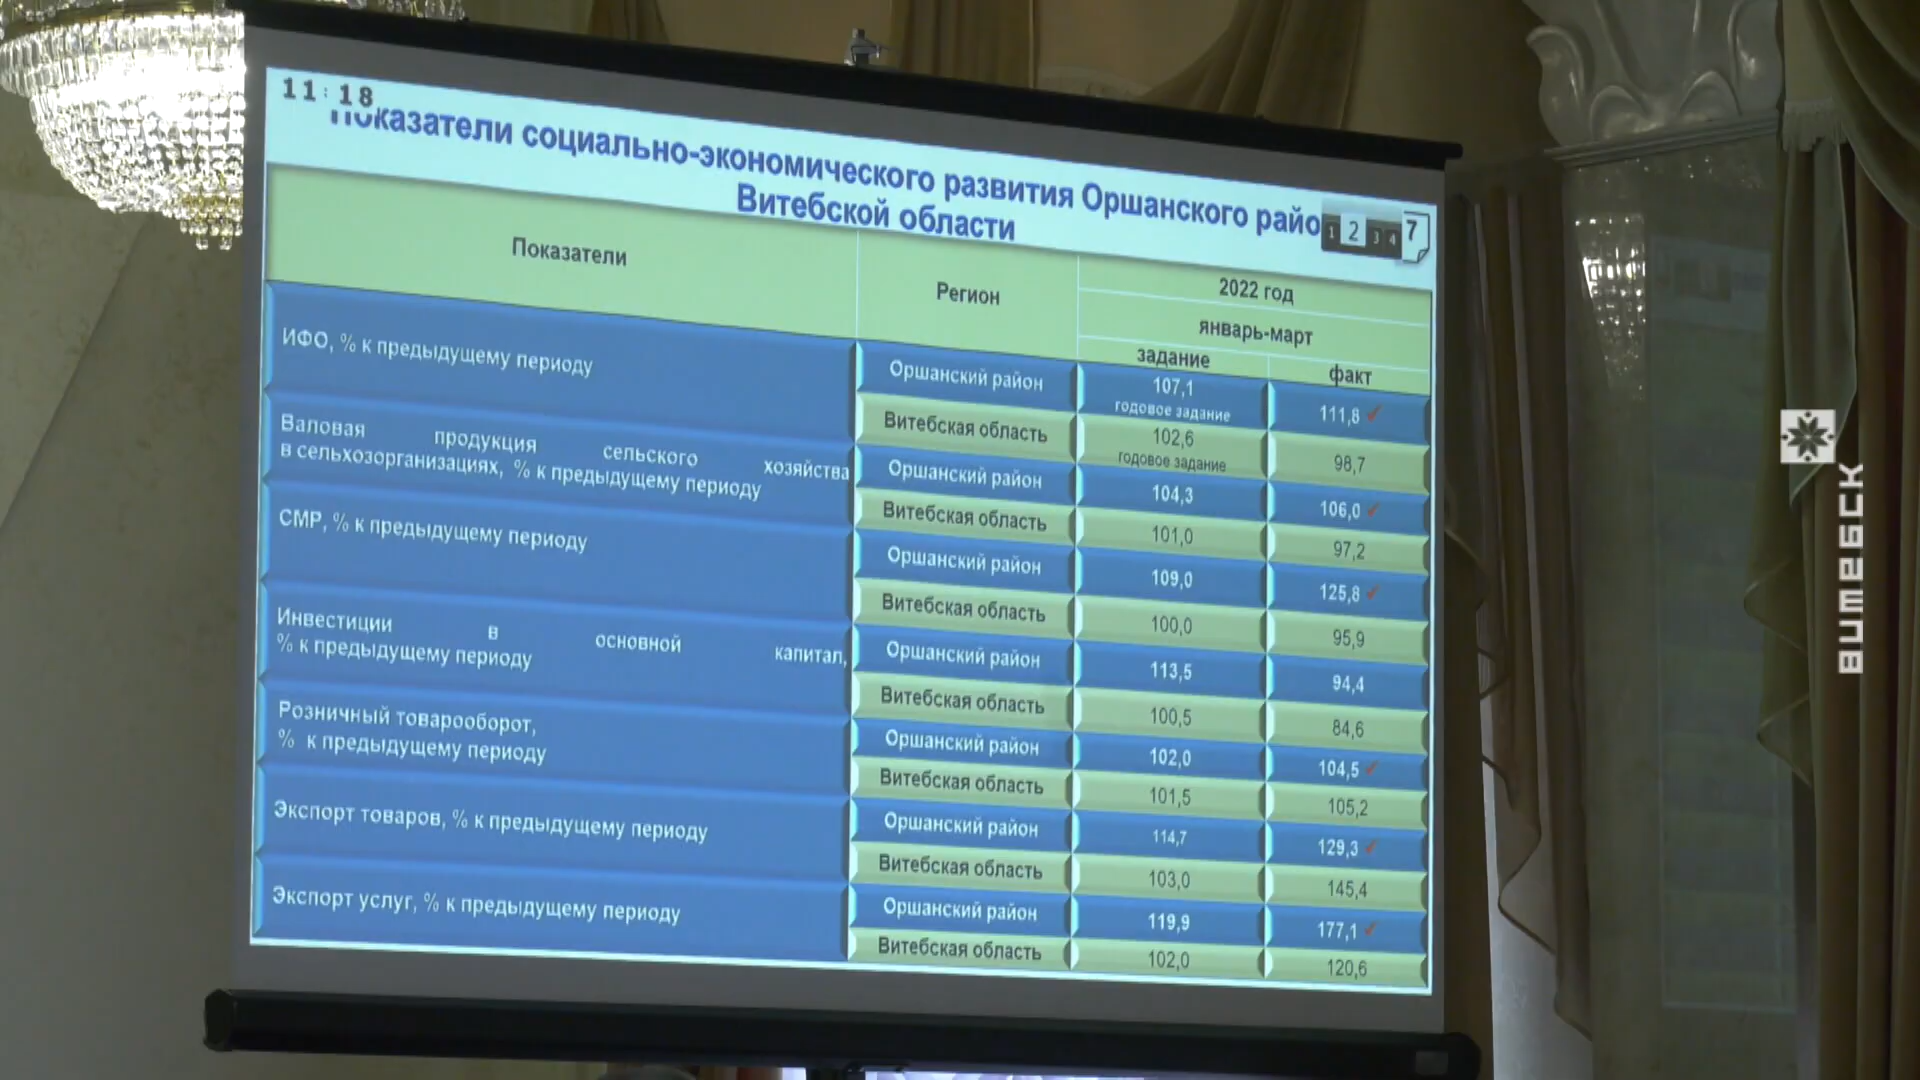 11:18
Показатели социально-экономического развития Оршанского райо
Витебской области
1 2 3 4 7
Показатели
Регион
2022 год
январь-март
задание
факт
ИФО, % к предыдущему периоду
Оршанский район
107,1
годовое задание
111,8 ✓
Витебская область
102,6
годовое задание
98,7
Валовая продукция сельского хозяйства
в сельхозорганизациях, % к предыдущему периоду
Оршанский район
104,3
106,0 ✓
Витебская область
101,0
97,2
СМР, % к предыдущему периоду
Оршанский район
109,0
125,8 ✓
Витебская область
100,0
95,9
Инвестиции в основной капитал,
% к предыдущему периоду
Оршанский район
113,5
94,4
Витебская область
100,5
84,6
Розничный товарооборот,
% к предыдущему периоду
Оршанский район
102,0
104,5 ✓
Витебская область
101,5
105,2
Экспорт товаров, % к предыдущему периоду
Оршанский район
114,7
129,3 ✓
Витебская область
103,0
145,4
Экспорт услуг, % к предыдущему периоду
Оршанский район
119,9
177,1 ✓
Витебская область
102,0
120,6
витебск